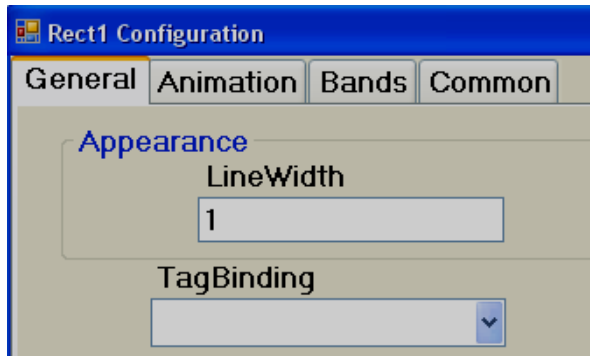 Rect1 Configuration
General Animation Bands Common
Appearance
LineWidth
1
TagBinding